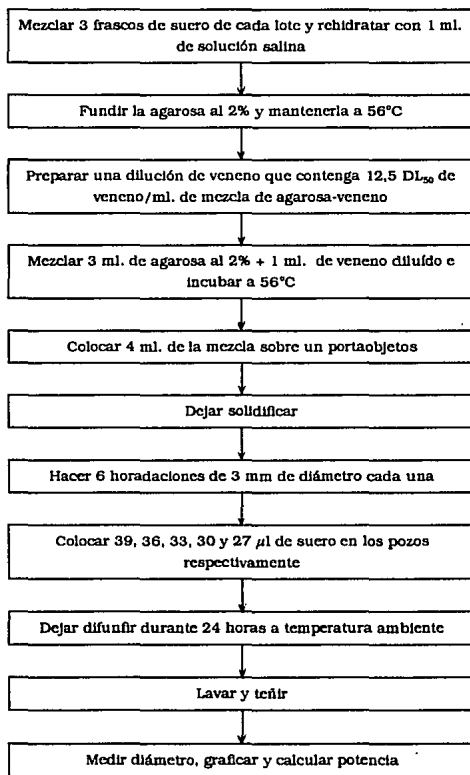 Mezclar 3 frascos de suero de cada lote y rehidratar con 1 ml.
de solución salina
Fundir la agarosa al 2% y mantenerla a 56°C
Preparar una dilución de veneno que contenga 12,5 DL₅₀ de
veneno/ml. de mezcla de agarosa-veneno
Mezclar 3 ml. de agarosa al 2% + 1 ml. de veneno diluído e
incubar a 56°C
Colocar 4 ml. de la mezcla sobre un portaobjetos
Dejar solidificar
Hacer 6 horadaciones de 3 mm de diámetro cada una
Colocar 39, 36, 33, 30 y 27 µl de suero en los pozos
respectivamente
Dejar difunfir durante 24 horas a temperatura ambiente
Lavar y teñir
Medir diámetro, graficar y calcular potencia